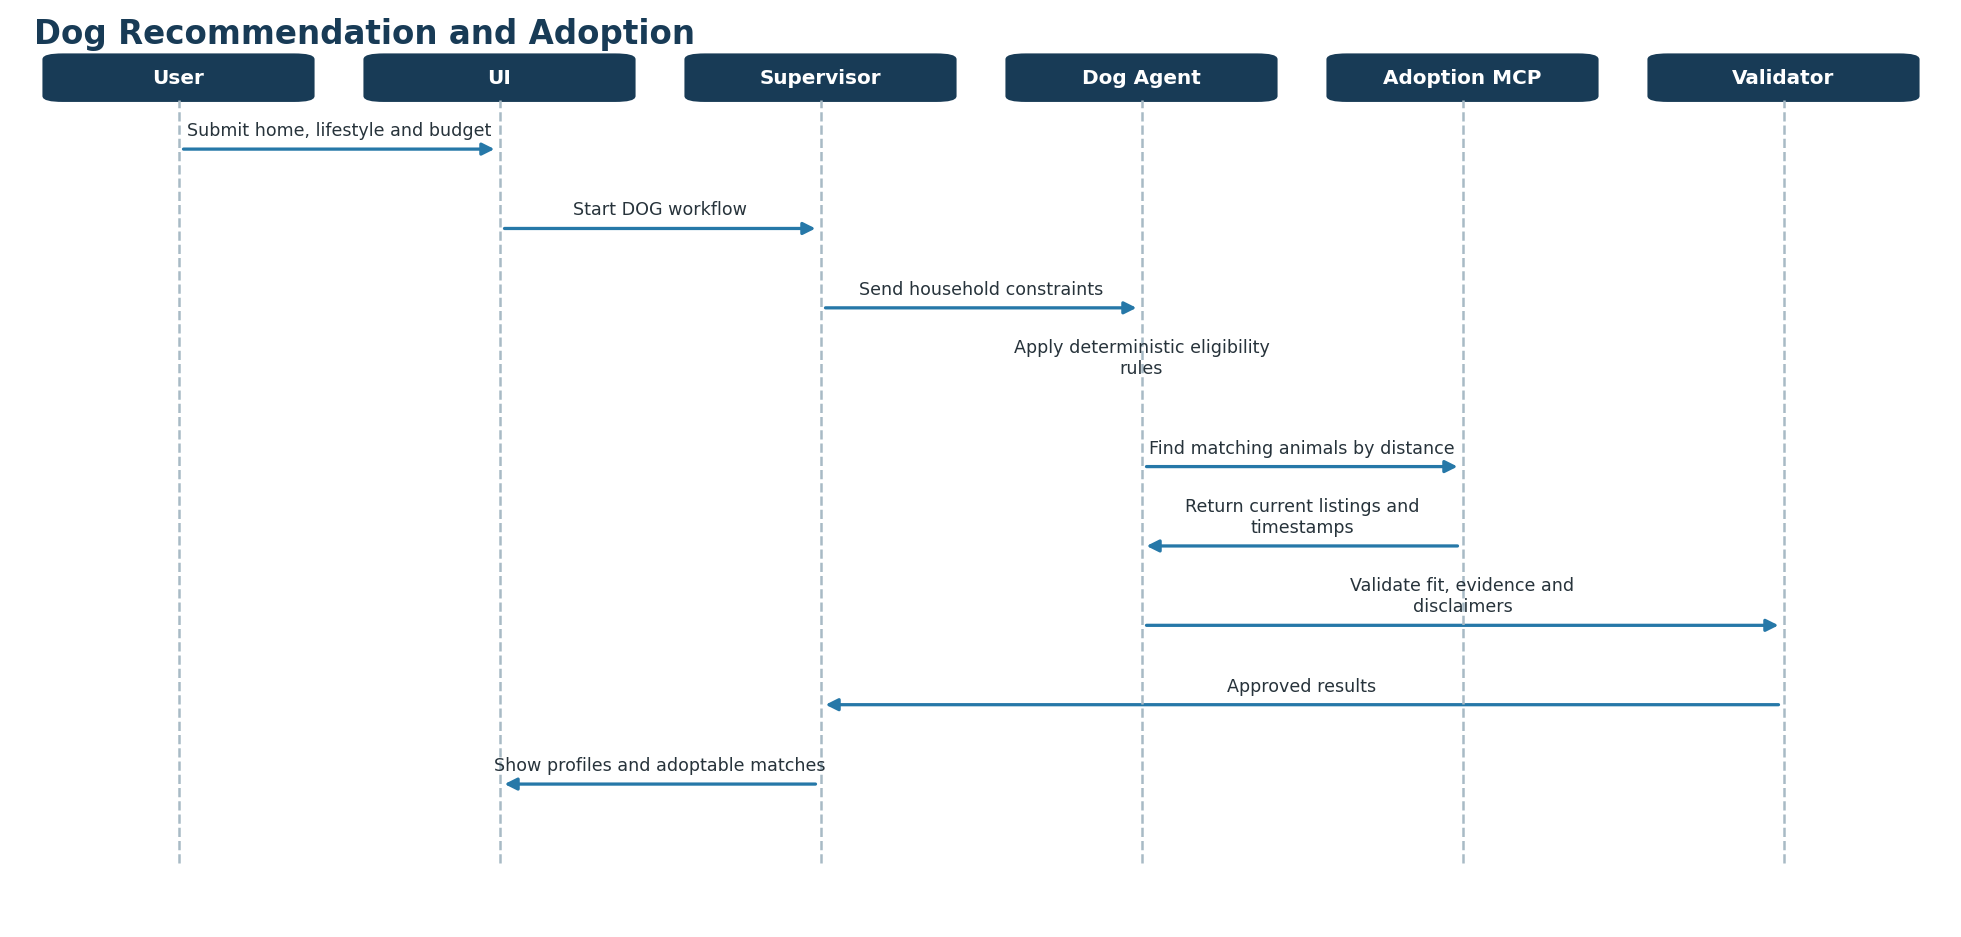 Dog Recommendation and Adoption
User
UI
Supervisor
Dog Agent
Adoption MCP
Validator
Submit home, lifestyle and budget
Start DOG workflow
Send household constraints
Apply deterministic eligibility
rules
Find matching animals by distance
Return current listings and
timestamps
Validate fit, evidence and
disclaimers
Approved results
Show profiles and adoptable matches